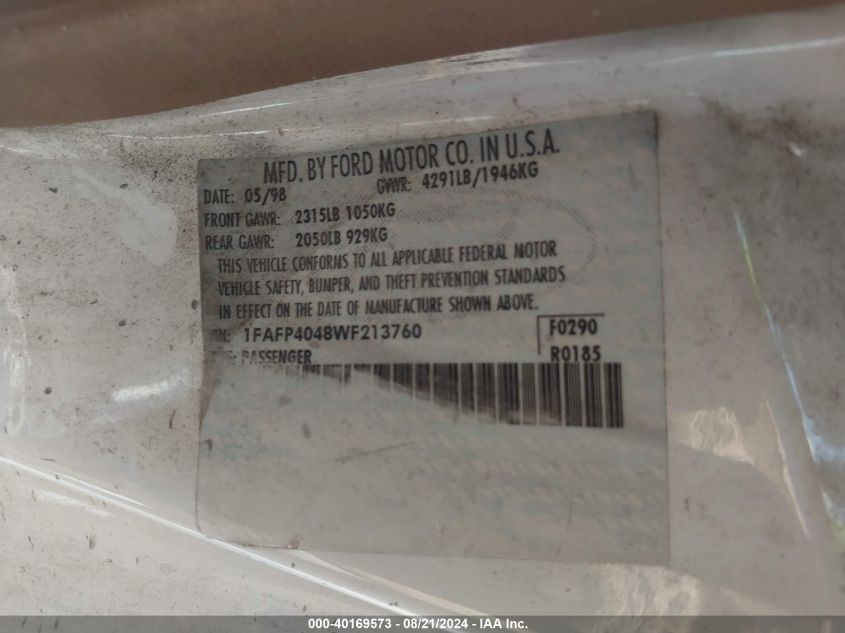 MFD. BY FORD MOTOR CO. IN U.S.A.
DATE: 05/98 GVWR: 4291LB/1946KG
FRONT GAWR: 2315LB 1050KG
REAR GAWR: 2050LB 929KG
THIS VEHICLE CONFORMS TO ALL APPLICABLE FEDERAL MOTOR
VEHICLE SAFETY, BUMPER, AND THEFT PREVENTION STANDARDS
IN EFFECT ON THE DATE OF MANUFACTURE SHOWN ABOVE.
1FAFP4048WF213760 F0290
PASSENGER R0185
000-40169573 - 08/21/2024 - IAA Inc.